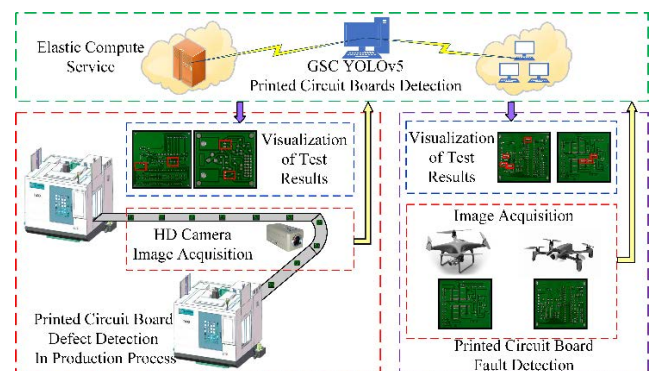 Elastic Compute
Service
GSC YOLOv5
Printed Circuit Boards Detection
Visualization
of Test
Results
HD Camera
Image Acquisition
Printed Circuit Board
Defect Detection
In Production Process
Visualization
of Test
Results
Image Acquisition
Printed Circuit Board
Fault Detection